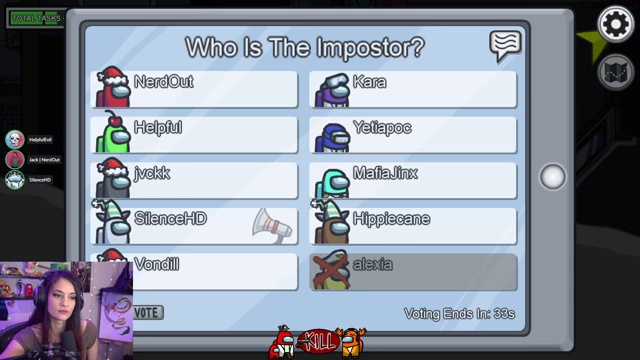 TOTAL TASKS
Who Is The Impostor?
NerdOut
Kara
Helpful
Yetiapoc
jvckk
MafiaJinx
SilenceHD
Hippiecane
Vondill
alexia
VOTE
Voting Ends In: 33s
HelpfulEvil
Jack | NerdOut
SilenceHD
KILL